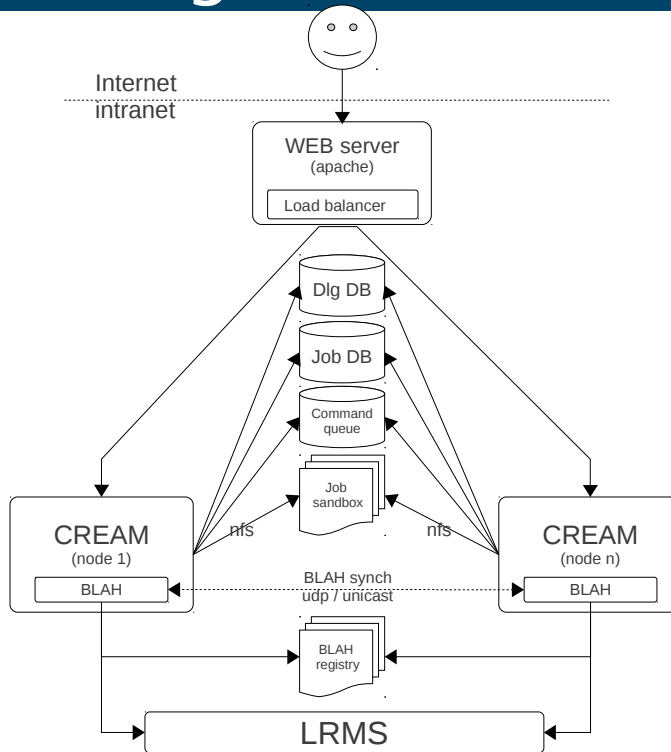 Internet
intranet
WEB server
(apache)
Load balancer
Dlg DB
Job DB
Command
queue
Job
sandbox
nfs
nfs
CREAM
(node 1)
BLAH
CREAM
(node n)
BLAH
BLAH synch
udp / unicast
BLAH
registry
LRMS